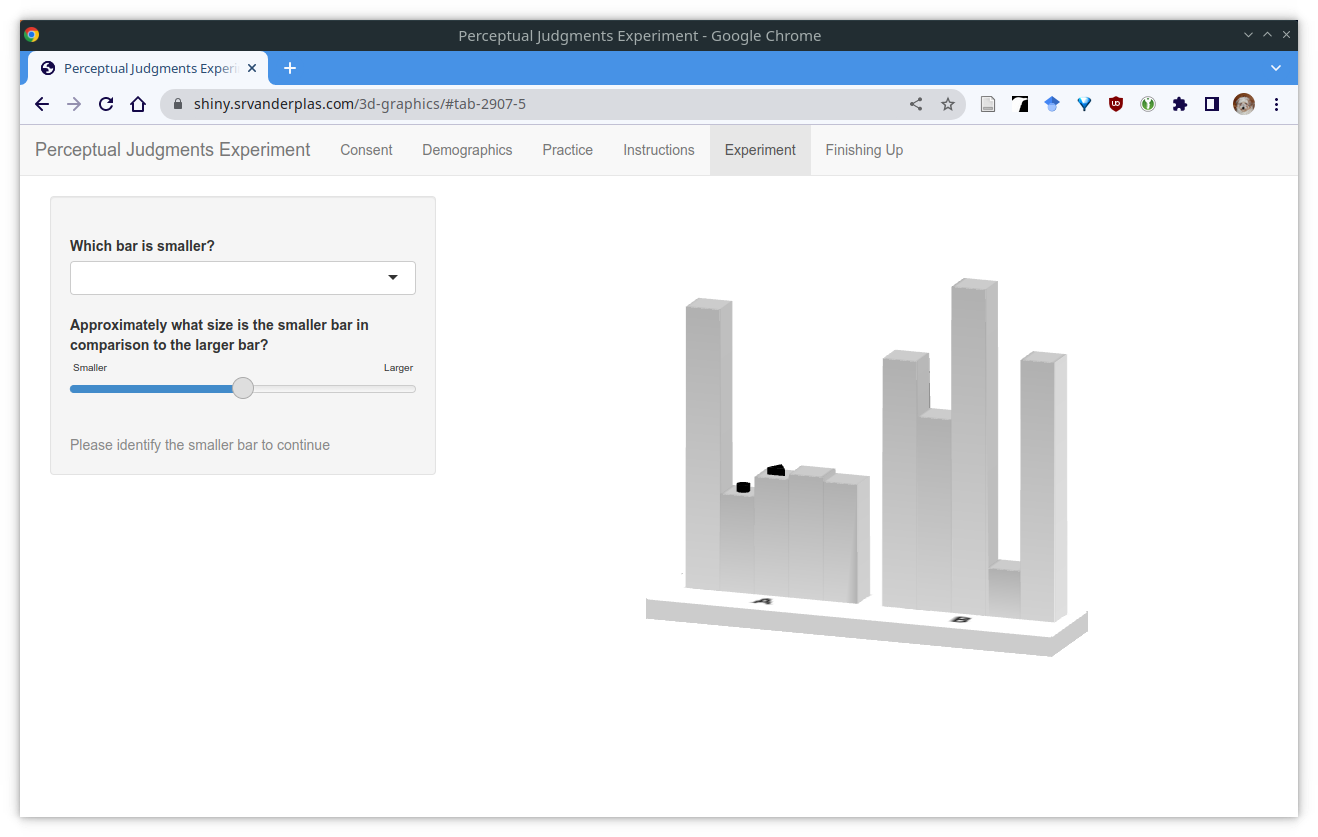 Perceptual Judgments Experiment - Google Chrome
Perceptual Judgments Experi
shiny.srvanderplas.com/3d-graphics/#tab-2907-5
Perceptual Judgments Experiment Consent Demographics Practice Instructions Experiment Finishing Up
Which bar is smaller?
Approximately what size is the smaller bar in
comparison to the larger bar?
Smaller Larger
Please identify the smaller bar to continue
A
B